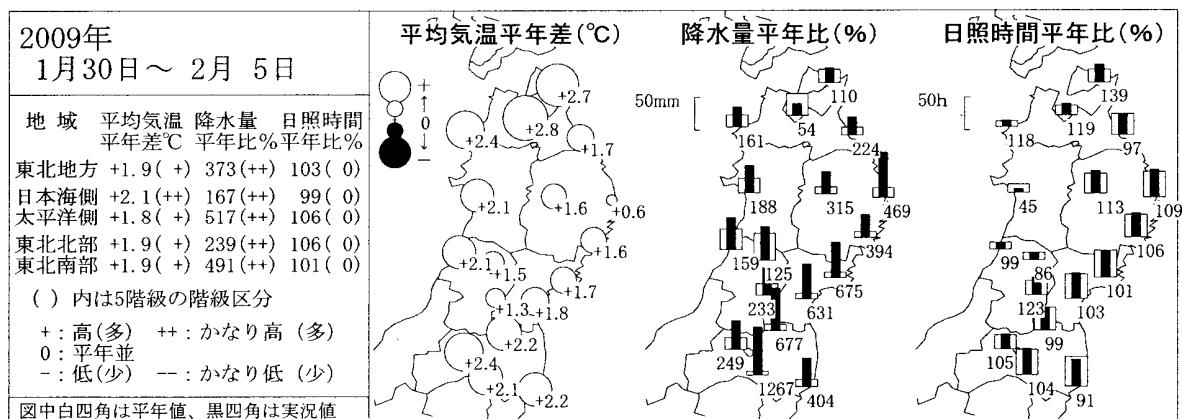 2009年
1月30日～ 2月 5日
地 域 平均気温 降水量 日照時間
平年差℃ 平年比% 平年比%
東北地方 +1.9( +) 373(++) 103( 0)
日本海側 +2.1(++) 167(++) 99( 0)
太平洋側 +1.8( +) 517(++) 106( 0)
東北北部 +1.9( +) 239(++) 106( 0)
東北南部 +1.9( +) 491(++) 101( 0)
( ) 内は5階級の階級区分
+ : 高(多) ++ : かなり高 (多)
0 : 平年並
- : 低(少) -- : かなり低 (少)
図中白四角は平年値、黒四角は実況値
平均気温平年差(℃)
+
↑
0
↓
-
+2.7
+2.8
+2.4
+1.7
+2.1
+1.6
+0.6
+1.6
+2.1
+1.5
+1.7
+1.3
+1.8
+2.2
+2.4
+2.1
+2.2
降水量平年比(%)
50mm
110
54
161
224
188
315
469
394
159
125
675
233
631
677
249
1267
404
日照時間平年比(%)
50h
139
119
118
97
45
113
109
106
99
86
101
123
103
99
105
104
91